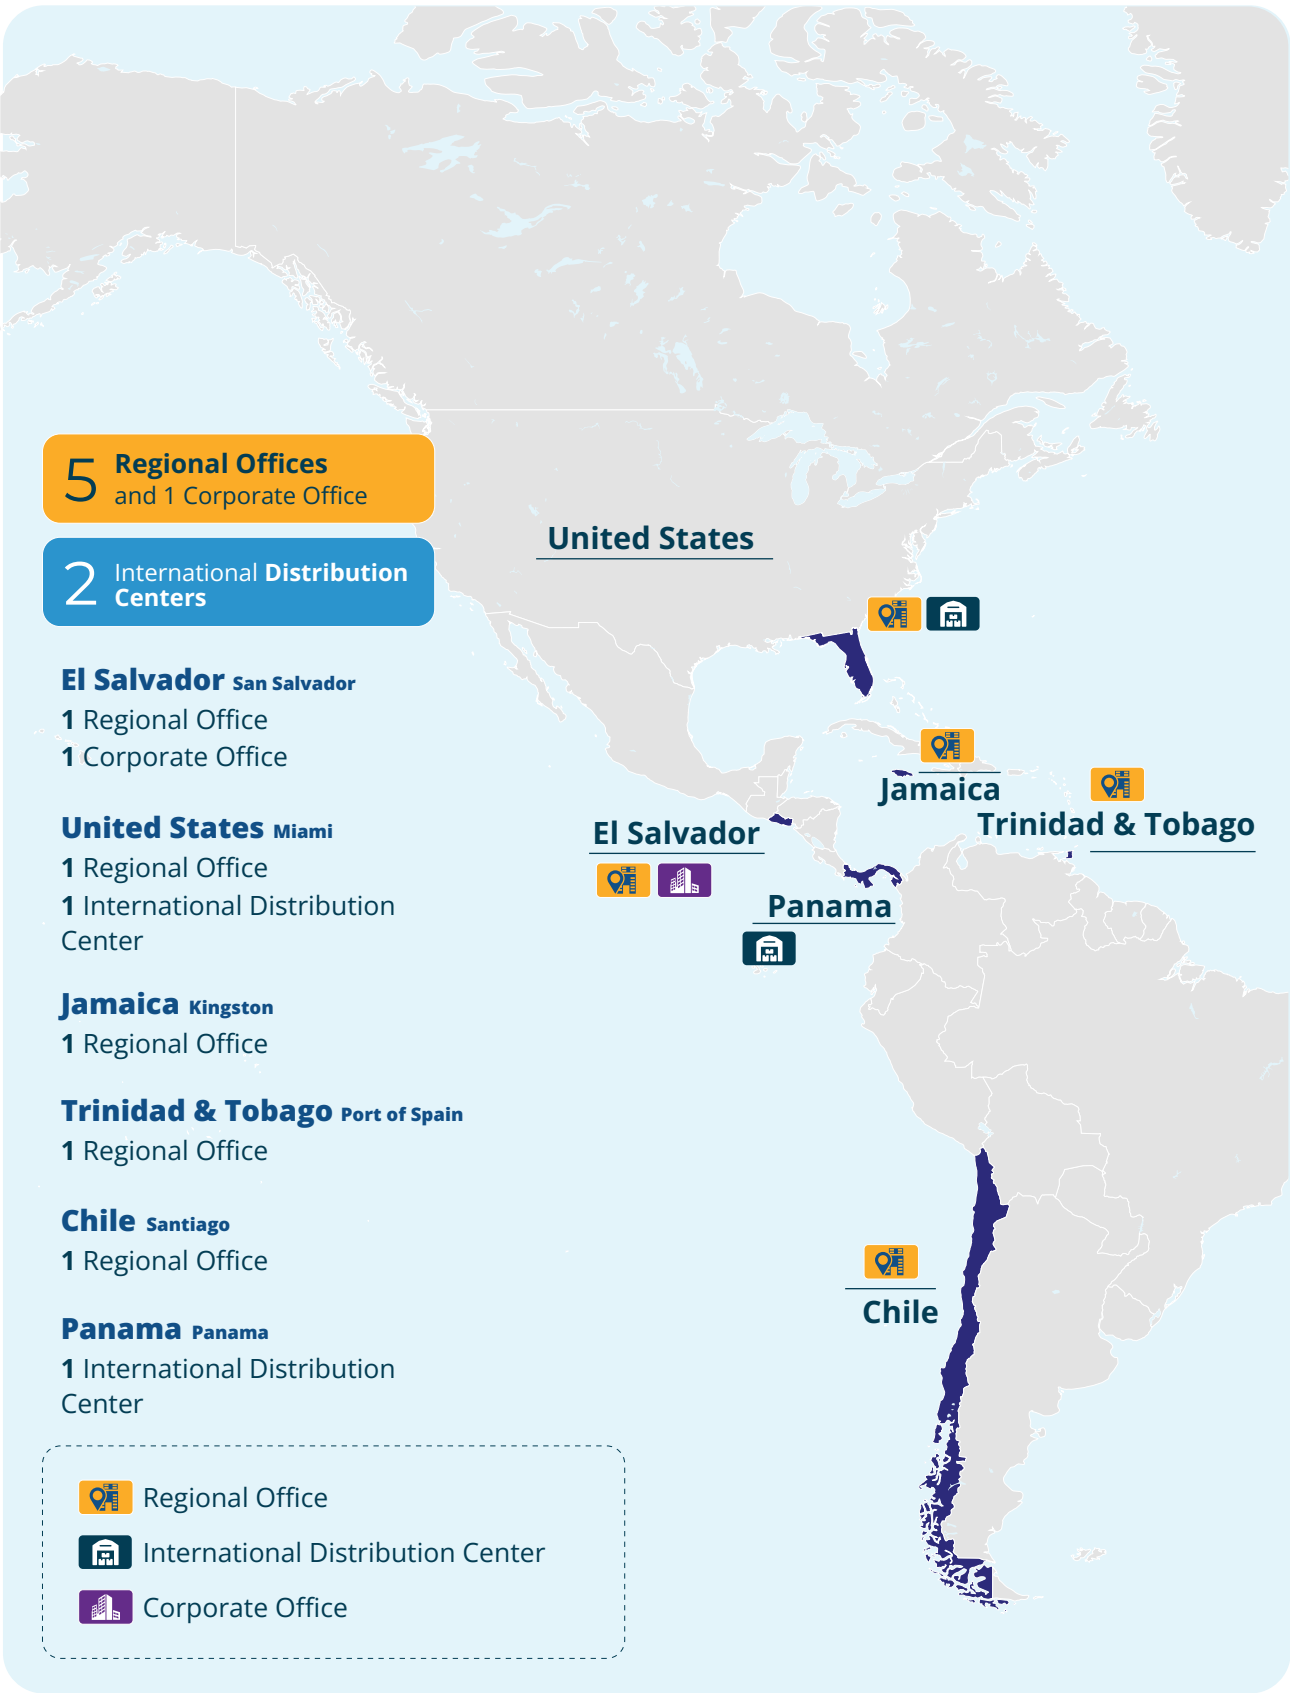 5 Regional Offices
and 1 Corporate Office
2 International Distribution
Centers
El Salvador San Salvador
1 Regional Office
1 Corporate Office
United States Miami
1 Regional Office
1 International Distribution
Center
Jamaica Kingston
1 Regional Office
Trinidad & Tobago Port of Spain
1 Regional Office
Chile Santiago
1 Regional Office
Panama Panama
1 International Distribution
Center
Regional Office
International Distribution Center
Corporate Office
United States
Jamaica
Trinidad & Tobago
El Salvador
Panama
Chile